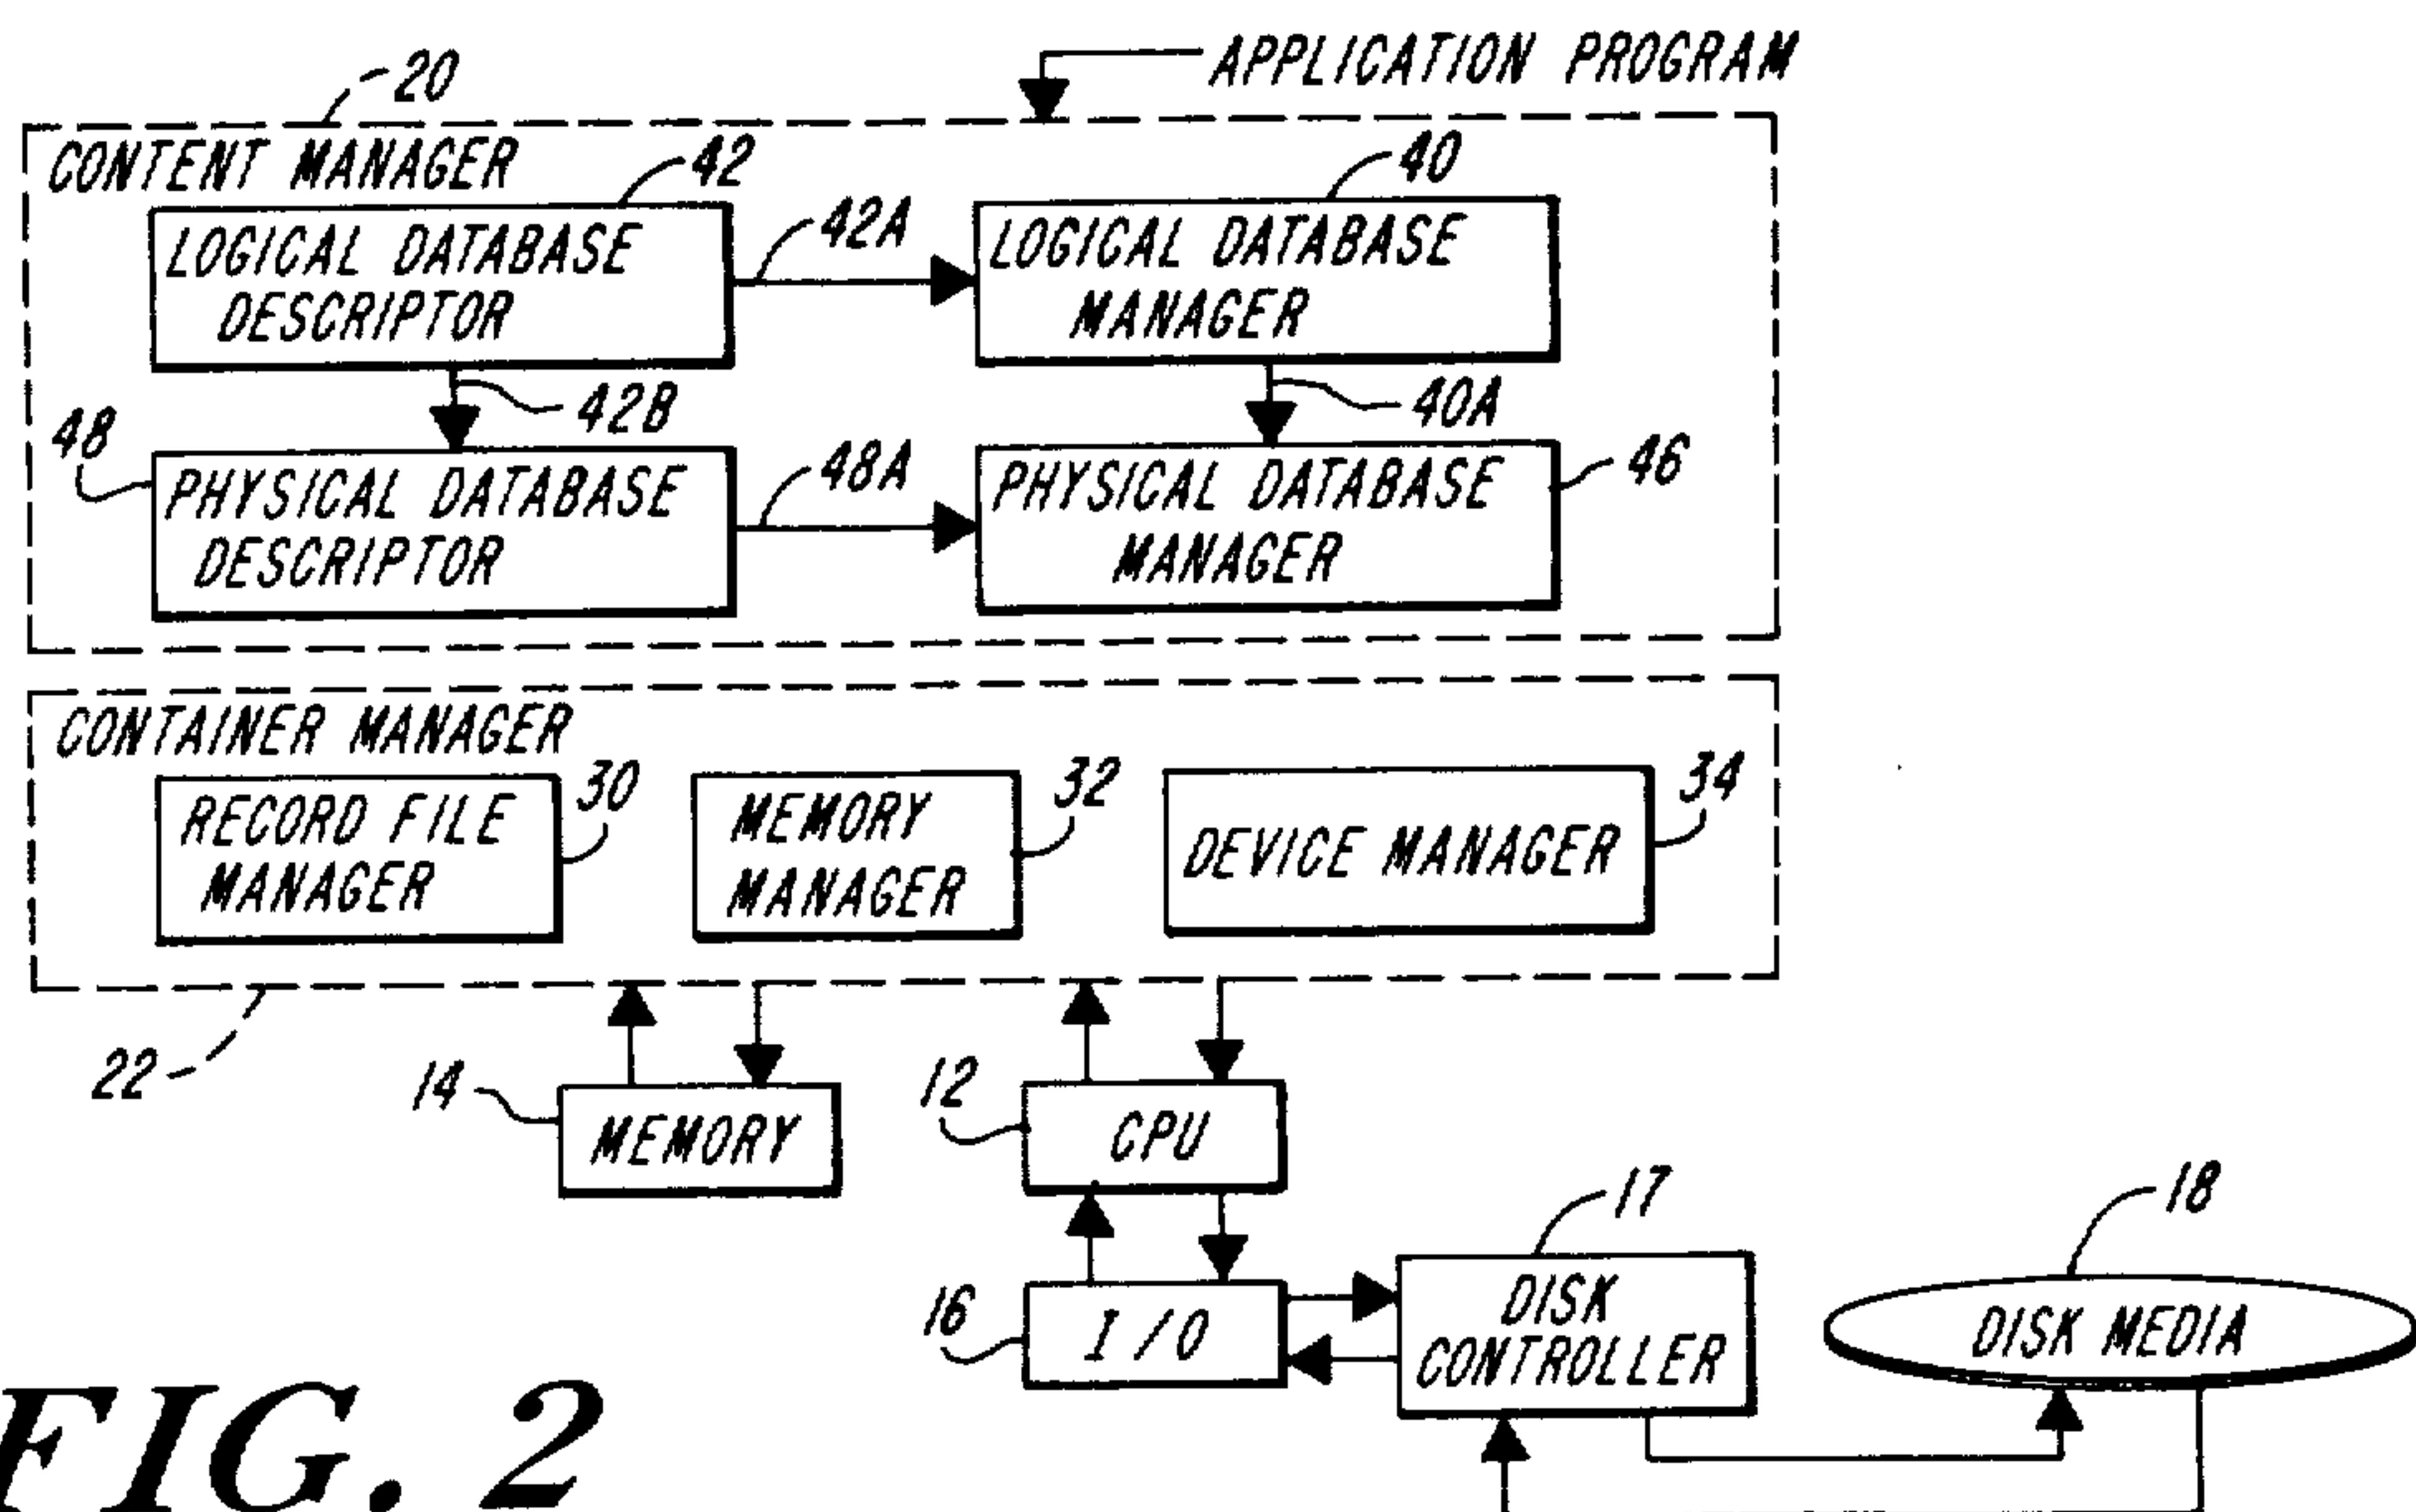 APPLICATION PROGRAM
20
CONTENT MANAGER
42
40
LOGICAL DATABASE
DESCRIPTOR
42A
LOGICAL DATABASE
MANAGER
42B
40A
48
PHYSICAL DATABASE
DESCRIPTOR
48A
PHYSICAL DATABASE
MANAGER
46
CONTAINER MANAGER
RECORD FILE
MANAGER
30
MEMORY
MANAGER
32
DEVICE MANAGER
34
22
14
MEMORY
12
CPU
17
18
16
I/O
DISK
CONTROLLER
DISK MEDIA
FIG. 2